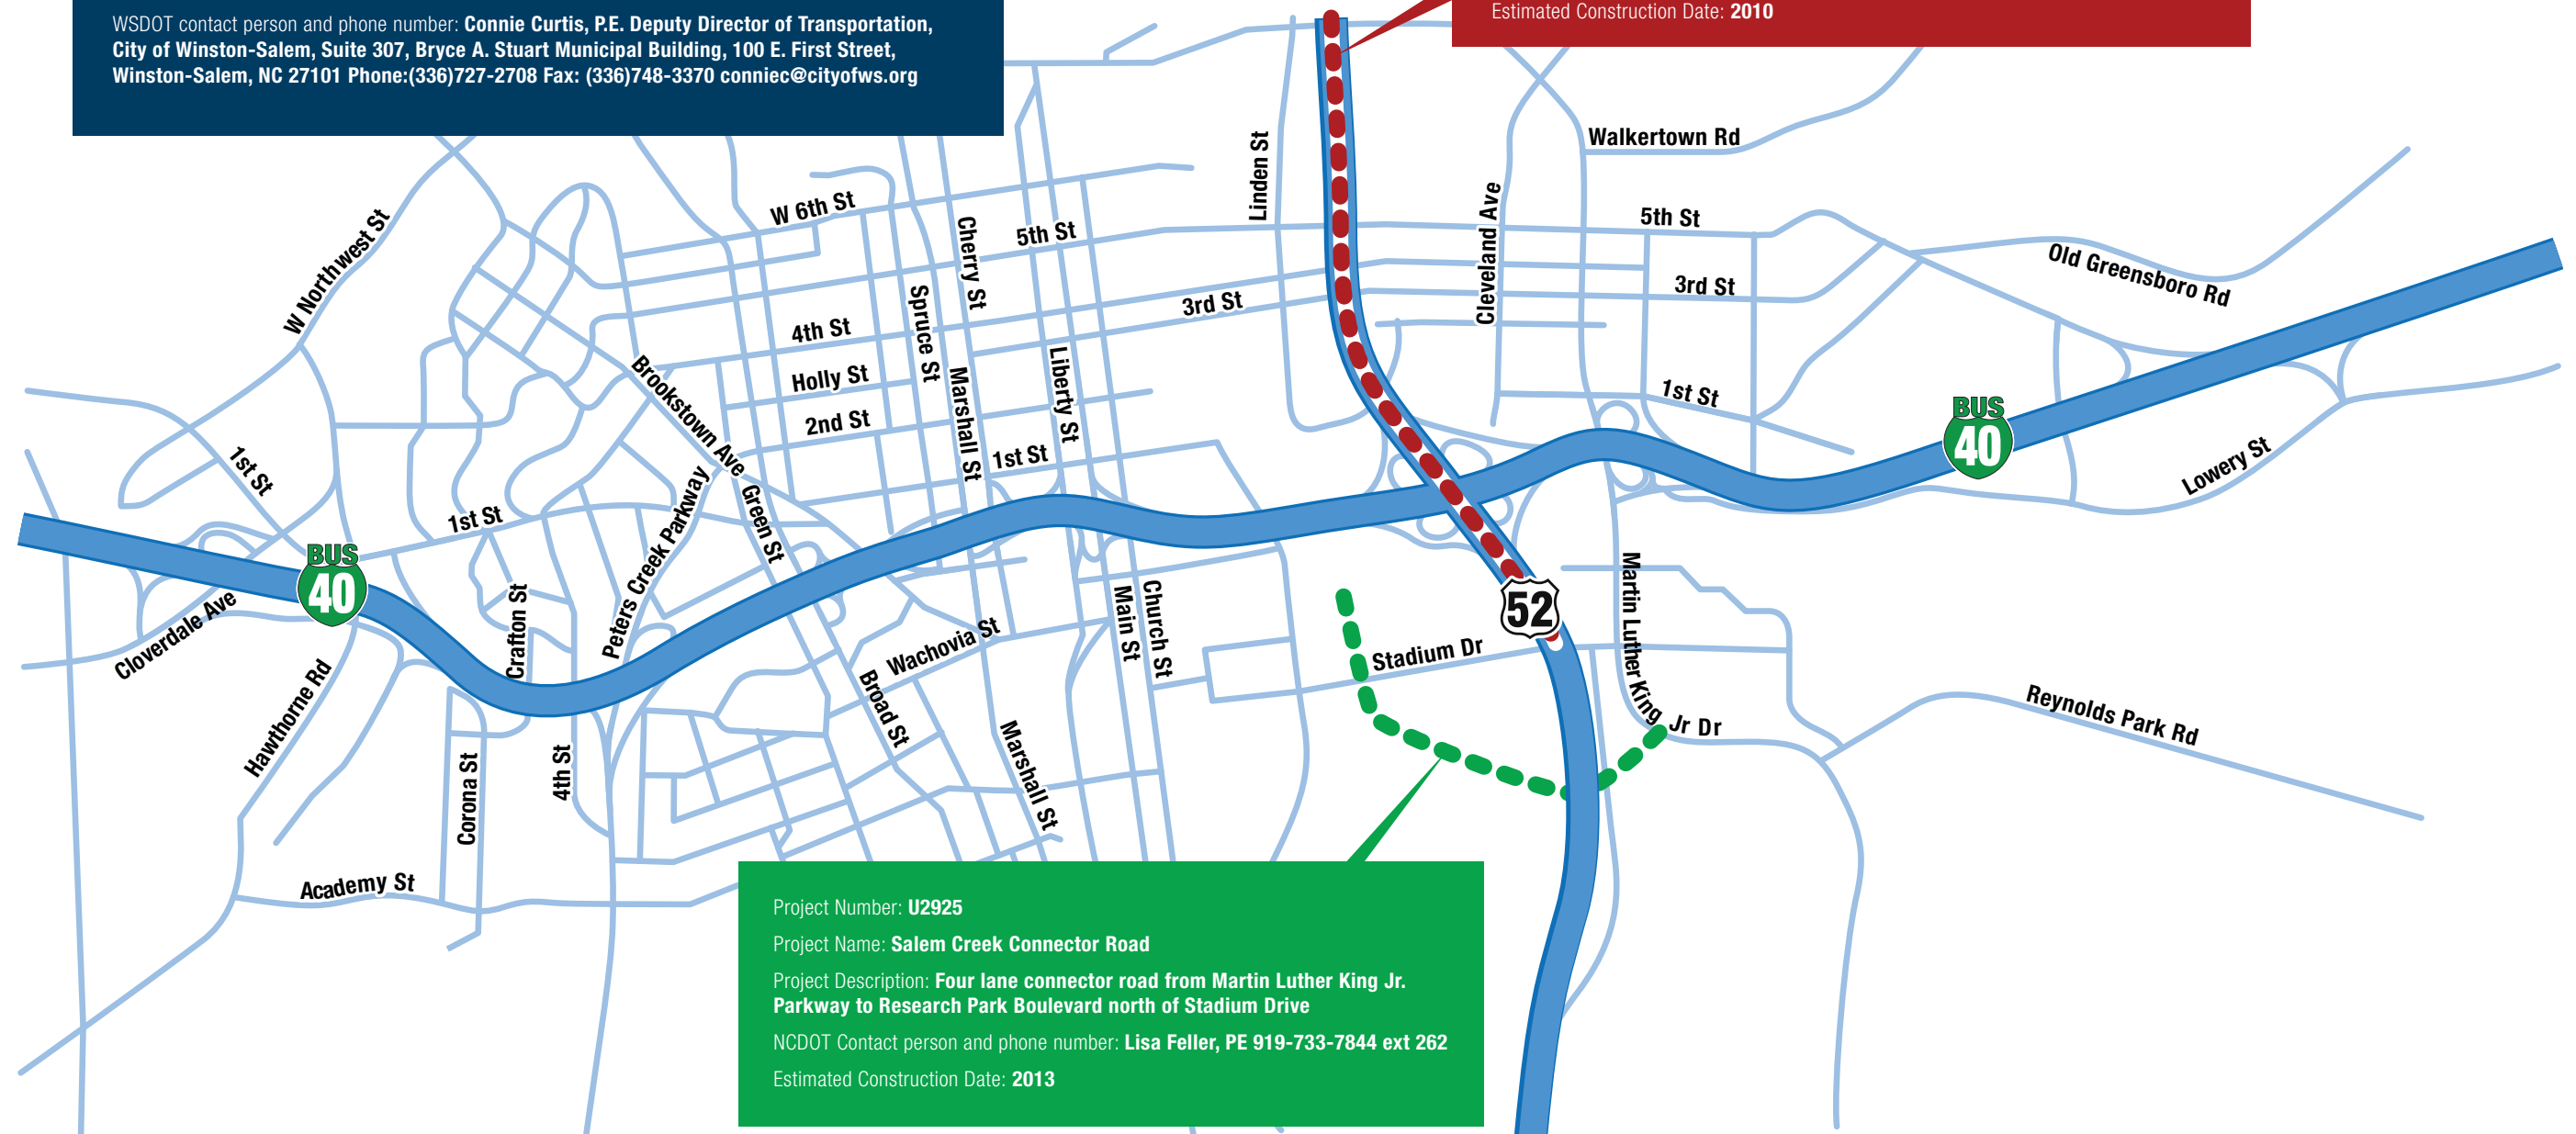 WSDOT contact person and phone number: Connie Curtis, P.E. Deputy Director of Transportation,
City of Winston-Salem, Suite 307, Bryce A. Stuart Municipal Building, 100 E. First Street,
Winston-Salem, NC 27101 Phone:(336)727-2708 Fax: (336)748-3370 conniec@cityofws.org
Estimated Construction Date: 2010
Walkertown Rd
Linden St
W 6th St
W Northwest St
Cherry St
5th St
Cleveland Ave
5th St
Old Greensboro Rd
3rd St
3rd St
4th St
Spruce St
Holly St
Marshall St
Liberty St
Brookstown Ave
2nd St
1st St
1st St
BUS
40
Lowery St
1st St
1st St
Green St
Peters Creek Parkway
BUS
40
Cloverdale Ave
Crafton St
Wachovia St
Main St
Church St
52
Martin Luther King Jr Dr
Stadium Dr
Hawthorne Rd
Broad St
Marshall St
Reynolds Park Rd
Corona St
4th St
Academy St
Project Number: U2925
Project Name: Salem Creek Connector Road
Project Description: Four lane connector road from Martin Luther King Jr.
Parkway to Research Park Boulevard north of Stadium Drive
NCDOT Contact person and phone number: Lisa Feller, PE 919-733-7844 ext 262
Estimated Construction Date: 2013